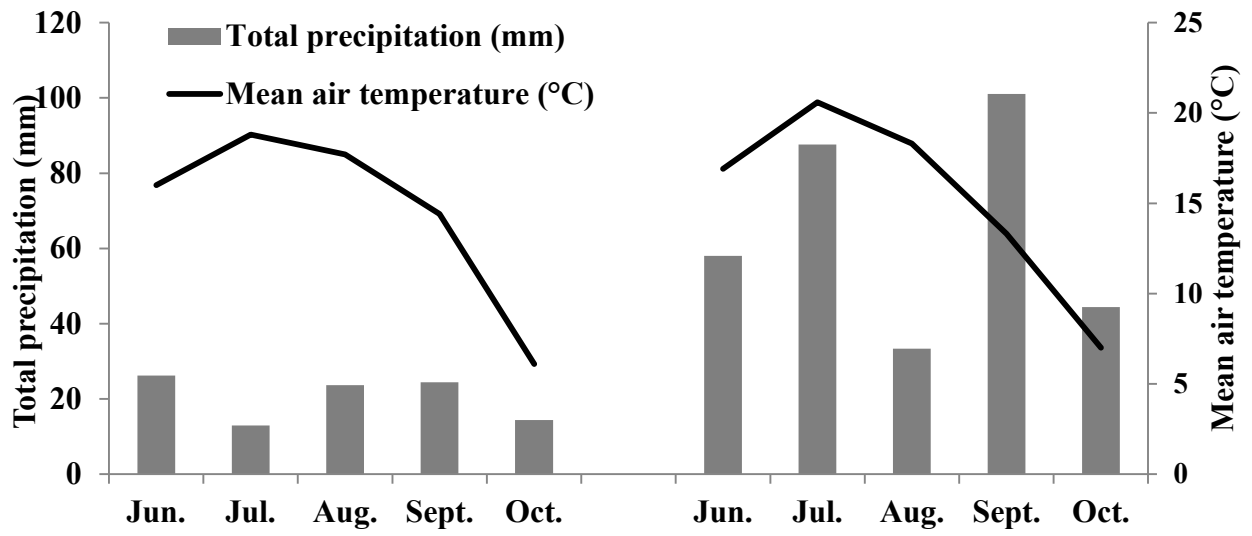 Total precipitation (mm)
Mean air temperature (°C)
Total precipitation (mm)
120
100
80
60
40
20
0
Mean air temperature (°C)
25
20
15
10
5
0
Jun. Jul. Aug. Sept. Oct. Jun. Jul. Aug. Sept. Oct.